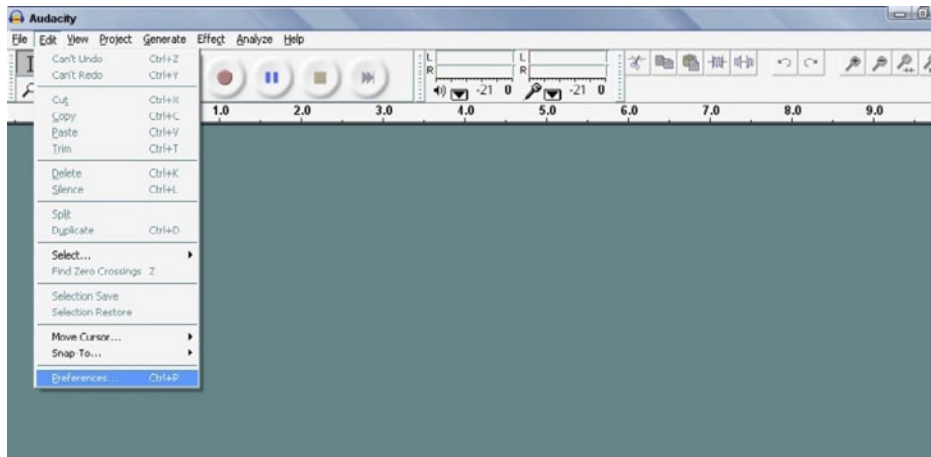 Audacity
File Edit View Project Generate Effect Analyze Help
Can't Undo Ctrl+Z
Can't Redo Ctrl+Y
Cut Ctrl+X
Copy Ctrl+C
Paste Ctrl+V
Trim Ctrl+T
Delete Ctrl+K
Silence Ctrl+L
Split
Duplicate Ctrl+D
Select...
Find Zero Crossings Z
Selection Save
Selection Restore
Move Cursor...
Snap-To...
Preferences... Ctrl+P
L L
R R
-21 0 -21 0
1.0 2.0 3.0 4.0 5.0 6.0 7.0 8.0 9.0